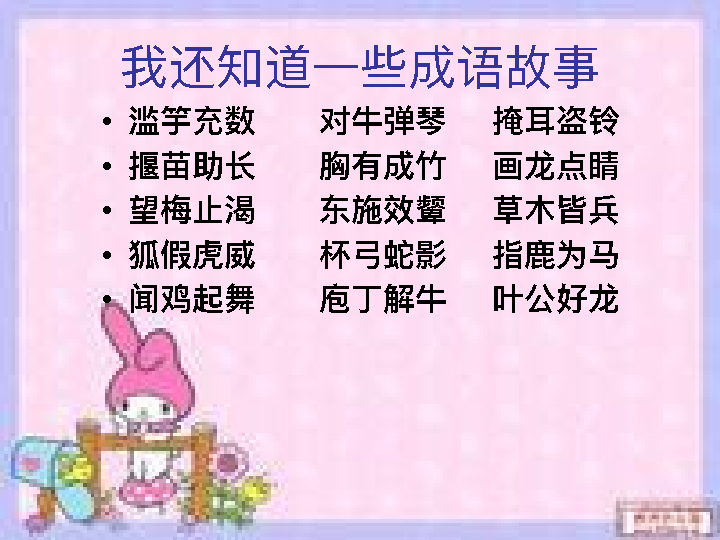 我还知道一些成语故事
• 滥竽充数 对牛弹琴 掩耳盗铃
• 揠苗助长 胸有成竹 画龙点睛
• 望梅止渴 东施效颦 草木皆兵
• 狐假虎威 杯弓蛇影 指鹿为马
• 闻鸡起舞 庖丁解牛 叶公好龙